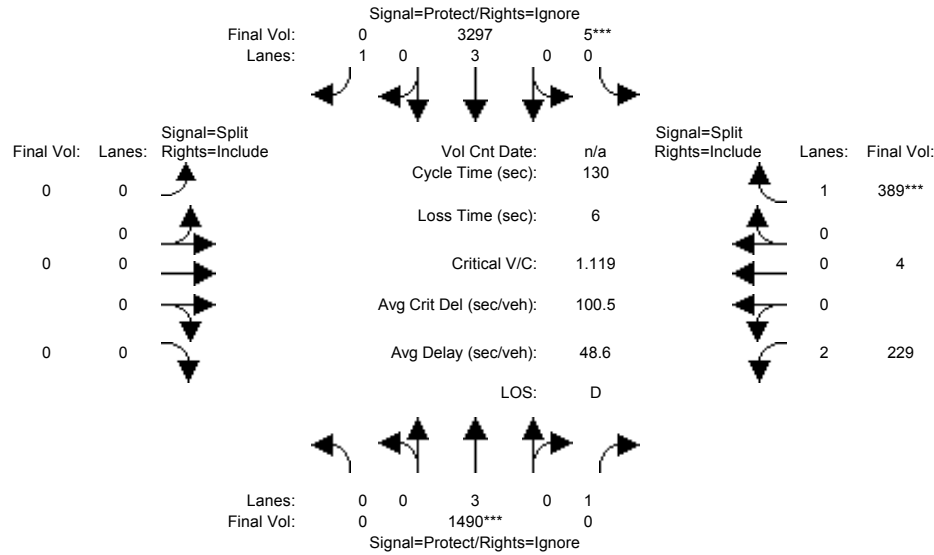 Signal=Protect/Rights=Ignore
Final Vol: 0 3297 5***
Lanes: 1 0 3 0 0
Signal=Split
Final Vol: Lanes: Rights=Include
Vol Cnt Date: n/a
Signal=Split
Rights=Include Lanes: Final Vol:
Cycle Time (sec): 130
0 0
1 389***
Loss Time (sec): 6
0
0
0 0
Critical V/C: 1.119
0 4
0
Avg Crit Del (sec/veh): 100.5
0
0 0
Avg Delay (sec/veh): 48.6
2 229
LOS: D
Lanes: 0 0 3 0 1
Final Vol: 0 1490*** 0
Signal=Protect/Rights=Ignore